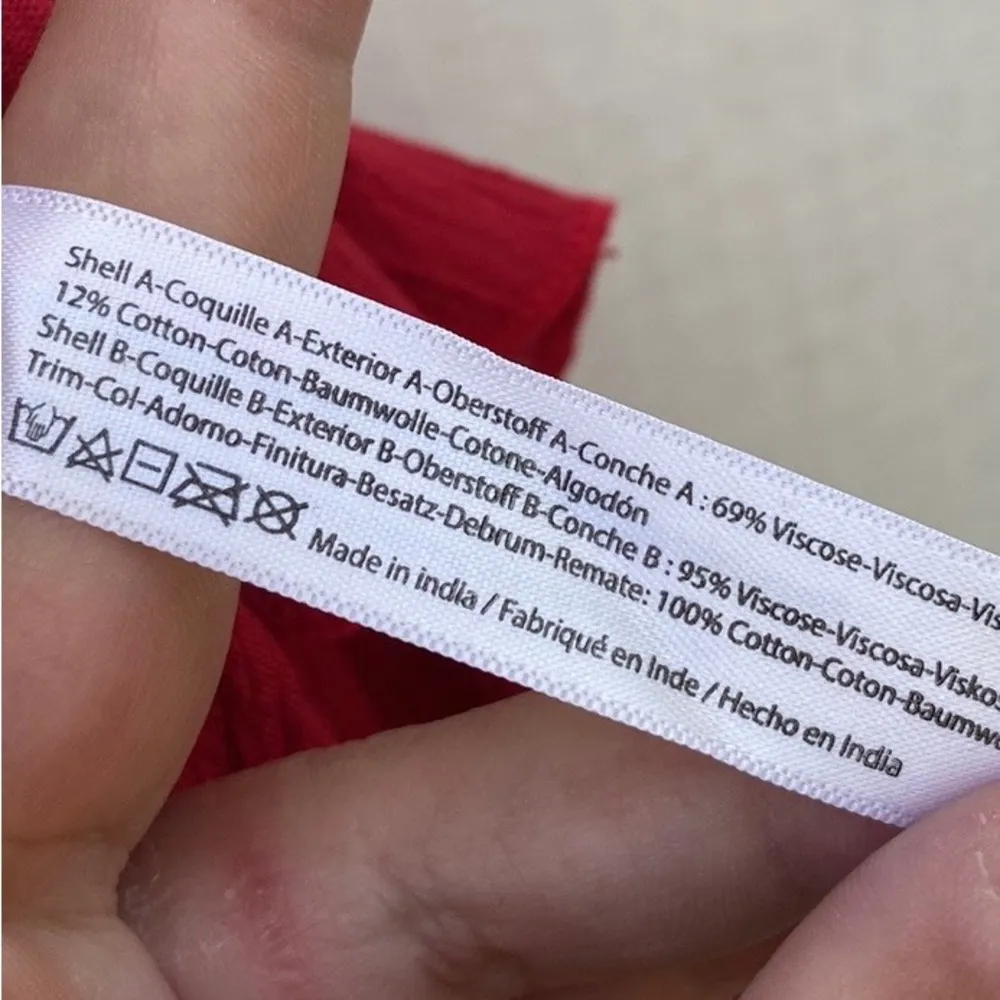 Shell A-Coquille A-Exterior A-Oberstoff A-Conche A : 69% Viscose-Viscosa-Vis
12% Cotton-Coton-Baumwolle-Cotone-Algodón
Shell B-Coquille B-Exterior B-Oberstoff B-Conche B : 95% Viscose-Viscosa-Visko
Trim-Col-Adorno-Finitura-Besatz-Debrum-Remate: 100% Cotton-Coton-Baumwo
Made in india / Fabriqué en Inde / Hecho en India